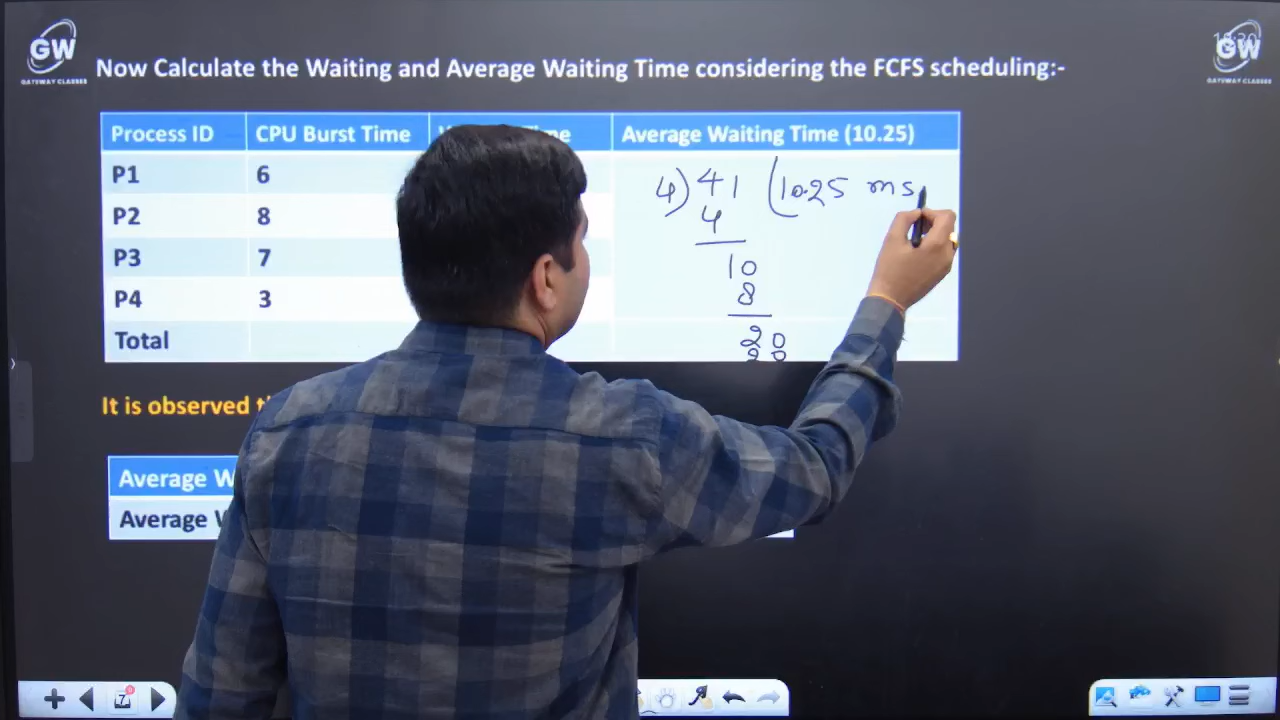 GW
GATEWAY CLASSES
GW
GATEWAY CLASSES
Now Calculate the Waiting and Average Waiting Time considering the FCFS scheduling:-
Process ID CPU Burst Time Average Waiting Time (10.25)
P1 6
P2 8
P3 7
P4 3
Total
4) 41 (10.25 ms
4
10
8
20
20
It is observed
Average
Average
7